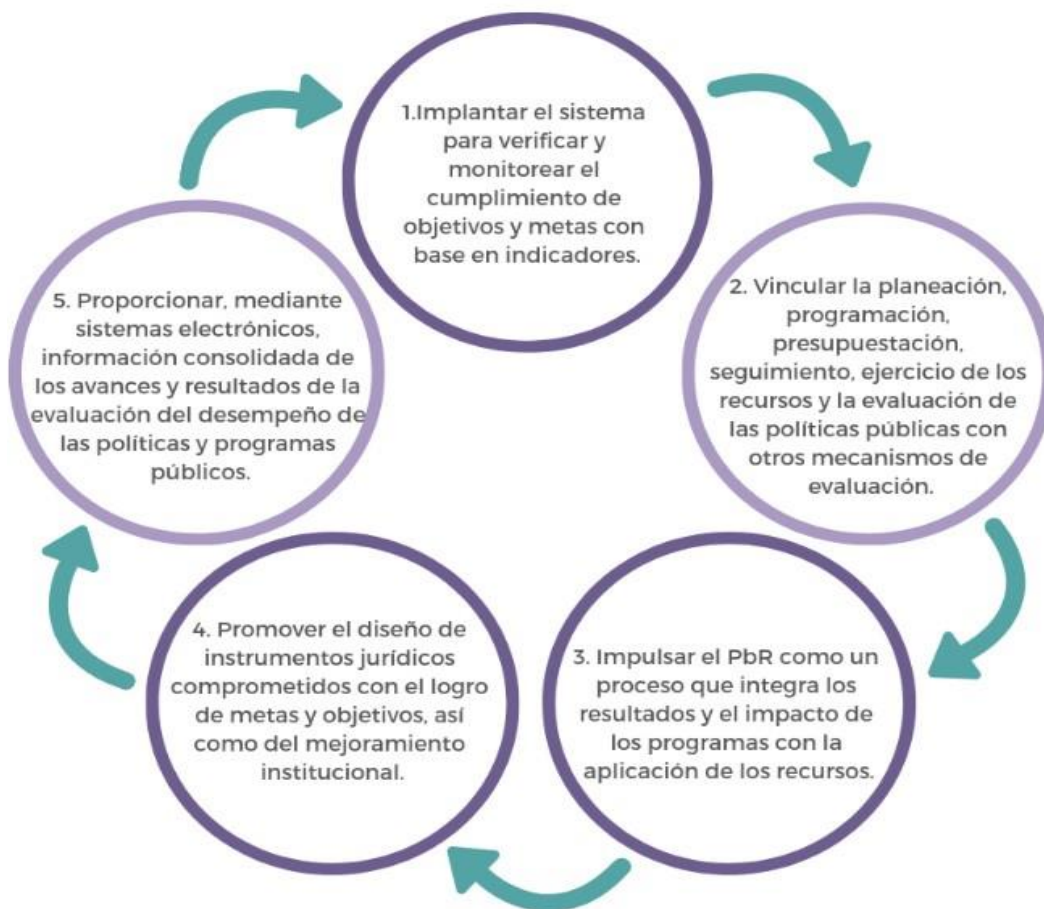 1.Implantar el sistema
para verificar y
monitorear el
cumplimiento de
objetivos y metas con
base en indicadores.
2. Vincular la planeación,
programación,
presupuestación,
seguimiento, ejercicio de los
recursos y la evaluación de
las políticas públicas con
otros mecanismos de
evaluación.
3. Impulsar el PbR como un
proceso que integra los
resultados y el impacto de
los programas con la
aplicación de los recursos.
4. Promover el diseño de
instrumentos jurídicos
comprometidos con el logro
de metas y objetivos, así
como del mejoramiento
institucional.
5. Proporcionar, mediante
sistemas electrónicos,
información consolidada de
los avances y resultados de la
evaluación del desempeño de
las políticas y programas
públicos.